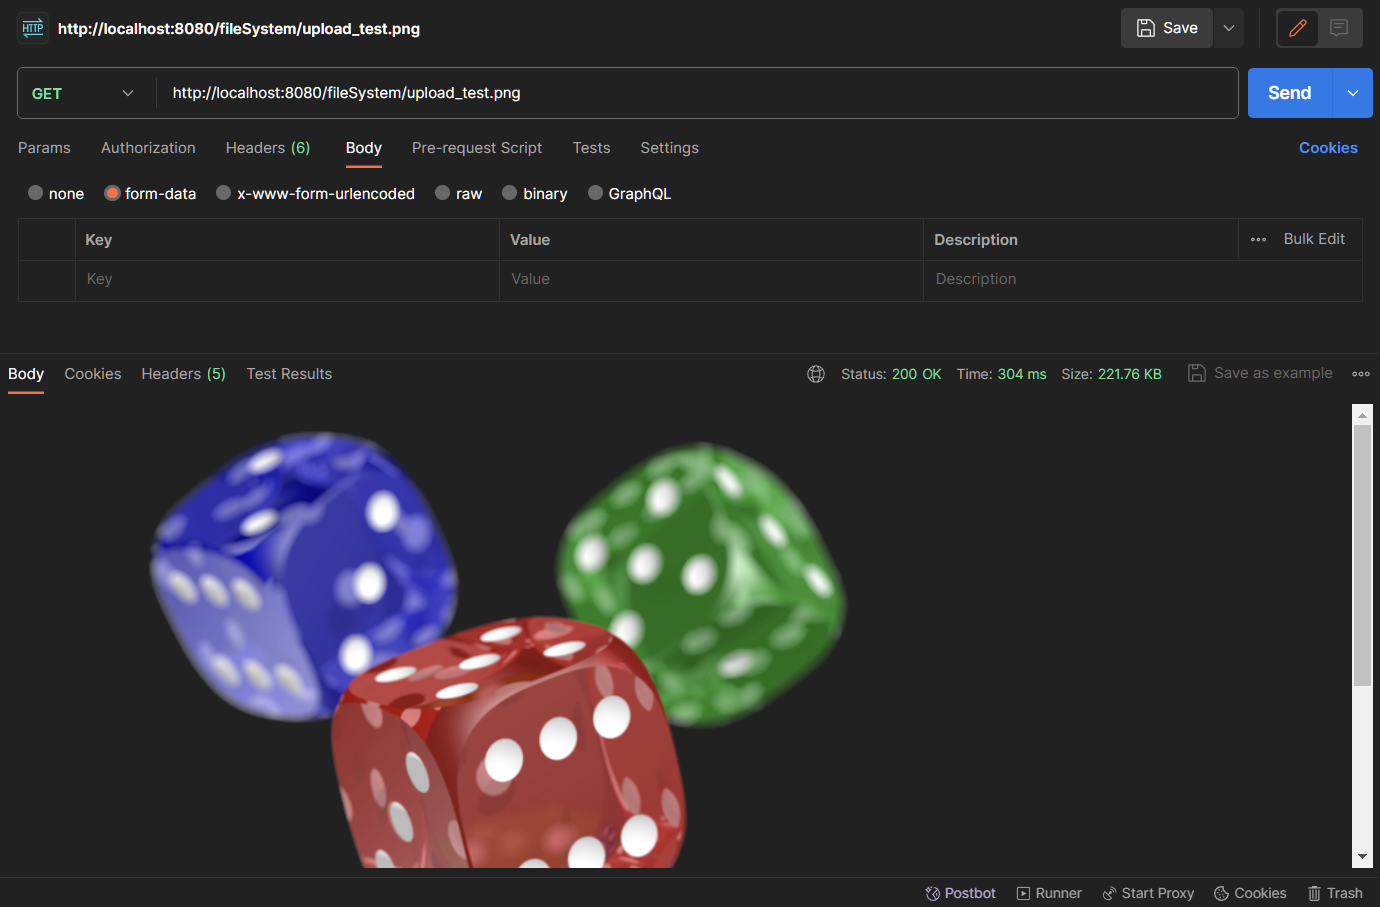 HTTP http://localhost:8080/fileSystem/upload_test.png Save
GET http://localhost:8080/fileSystem/upload_test.png Send
Params Authorization Headers (6) Body Pre-request Script Tests Settings Cookies
none form-data x-www-form-urlencoded raw binary GraphQL
Key Value Description Bulk Edit
Key Value Description
Body Cookies Headers (5) Test Results Status: 200 OK Time: 304 ms Size: 221.76 KB Save as example
Postbot Runner Start Proxy Cookies Trash